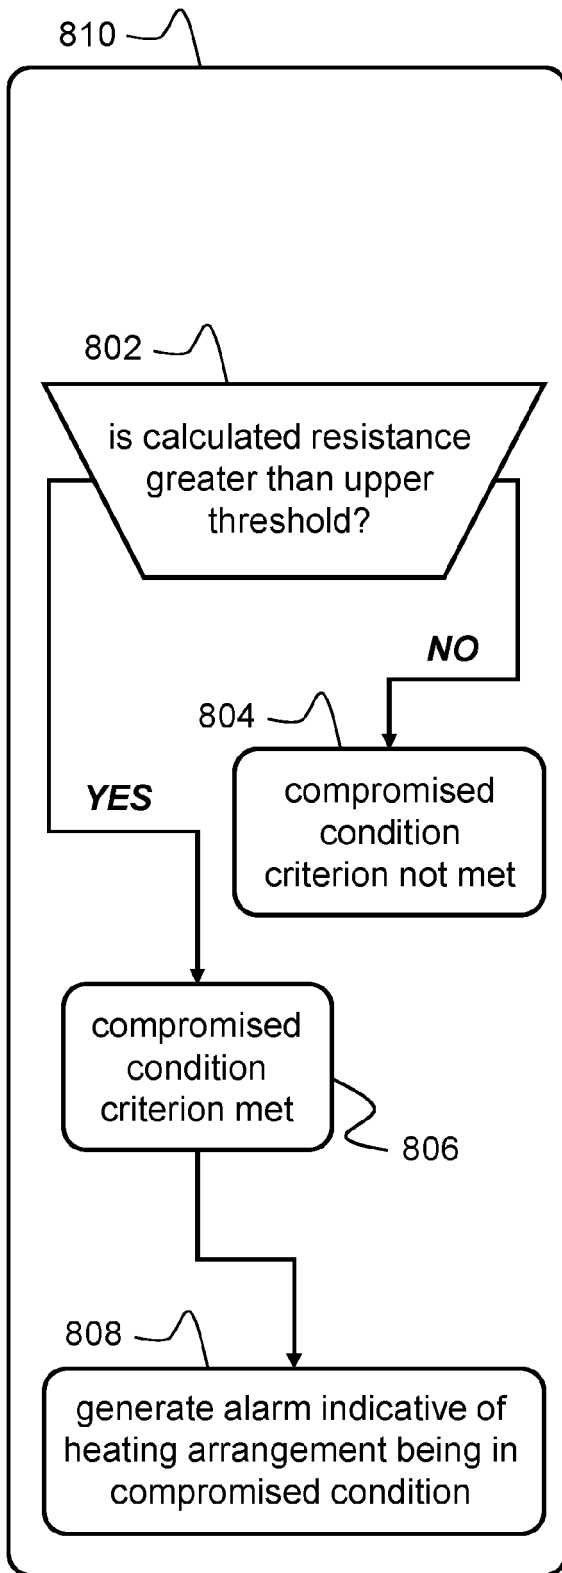 810
802
is calculated resistance
greater than upper
threshold?
NO
804
YES
compromised
condition
criterion not met
compromised
condition
criterion met
806
808
generate alarm indicative of
heating arrangement being in
compromised condition